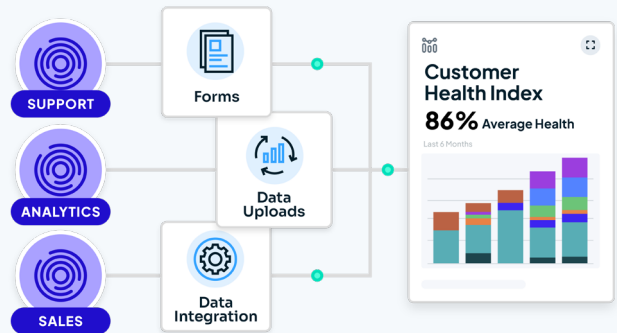 SUPPORT
Forms
ANALYTICS
Data
Uploads
SALES
Data
Integration
Customer
Health Index
86% Average Health
Last 6 Months